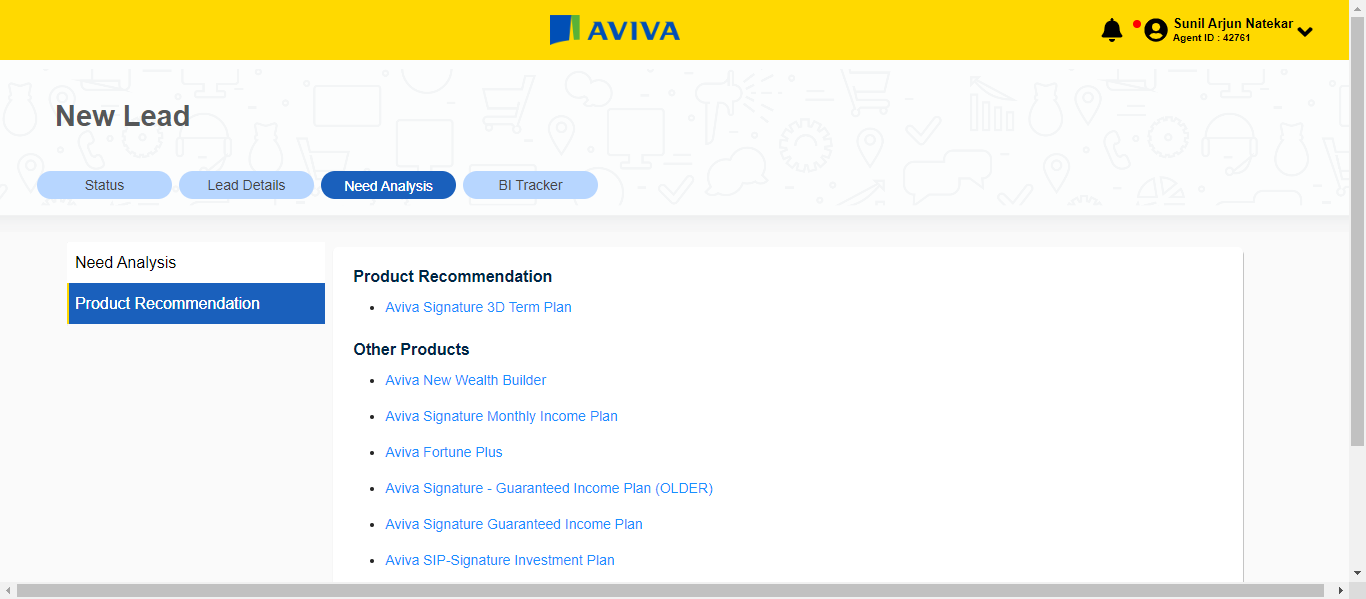 AVIVA
Sunil Arjun Natekar
Agent ID : 42761
New Lead
Status
Lead Details
Need Analysis
BI Tracker
Need Analysis
Product Recommendation
Product Recommendation
Aviva Signature 3D Term Plan
Other Products
Aviva New Wealth Builder
Aviva Signature Monthly Income Plan
Aviva Fortune Plus
Aviva Signature - Guaranteed Income Plan (OLDER)
Aviva Signature Guaranteed Income Plan
Aviva SIP-Signature Investment Plan